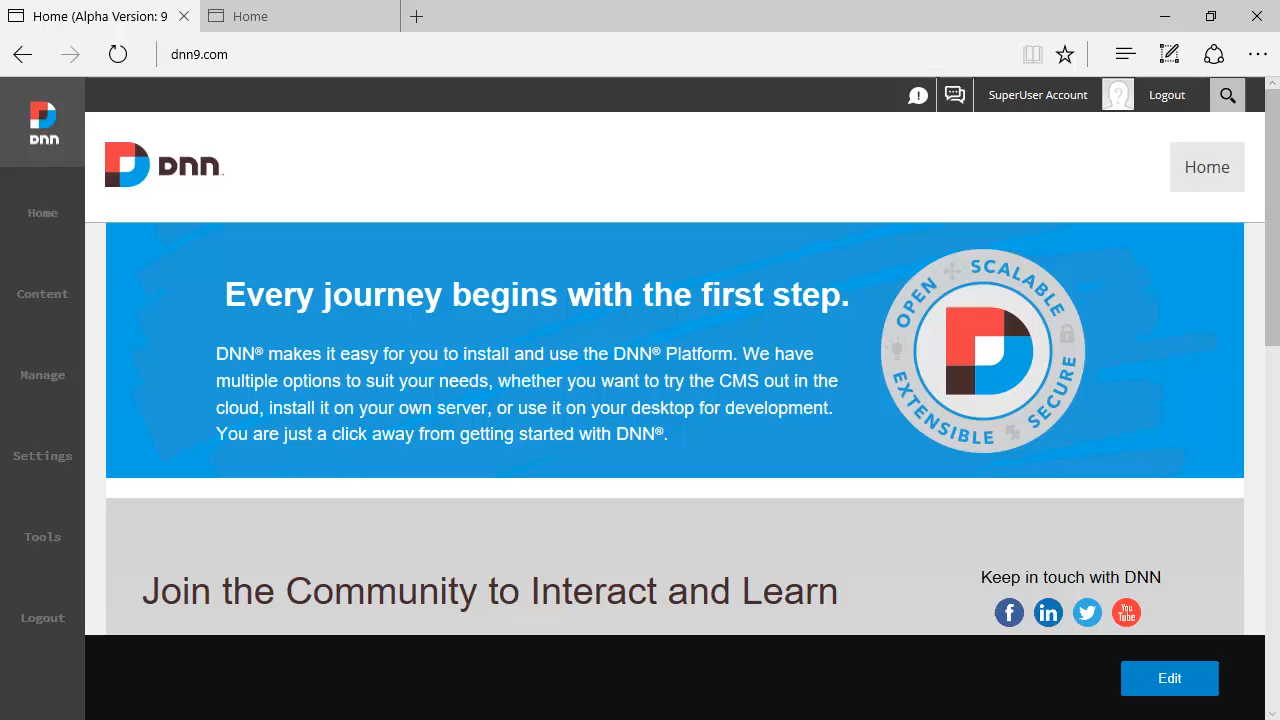 Home (Alpha Version: 9
Home
dnn9.com
DNN
SuperUser Account
Logout
DNN
Home
Home
Content
Manage
Settings
Tools
Logout
Every journey begins with the first step.
DNN® makes it easy for you to install and use the DNN® Platform. We have
multiple options to suit your needs, whether you want to try the CMS out in the
cloud, install it on your own server, or use it on your desktop for development.
You are just a click away from getting started with DNN®.
OPEN
SCALABLE
EXTENSIBLE
SECURE
Join the Community to Interact and Learn
Keep in touch with DNN
f
in
You
Tube
Edit